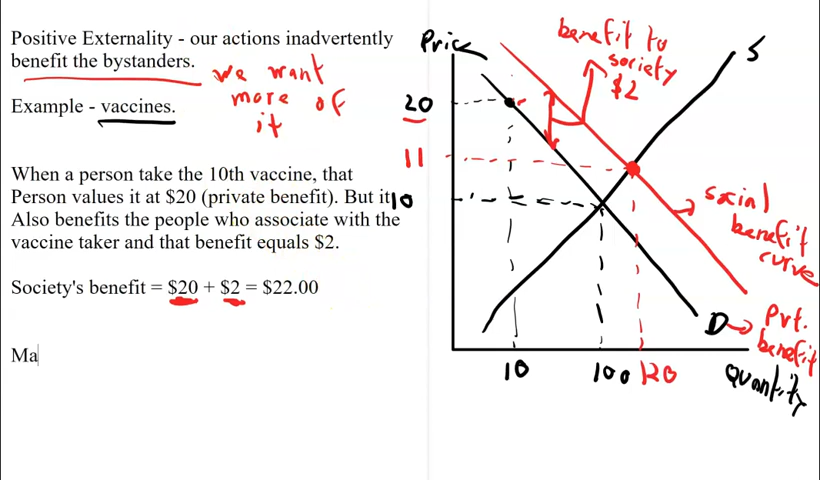 Positive Externality - our actions inadvertently
benefit the bystanders.
we want
more of
it
Example - vaccines.
When a person take the 10th vaccine, that
Person values it at $20 (private benefit). But it
Also benefits the people who associate with the
vaccine taker and that benefit equals $2.
Society's benefit = $20 + $2 = $22.00
Ma
Price
benefit to
society
$2
S
20
11
10
social
benefit
curve
D
Pvt.
benefit
10
100
120
Quantity